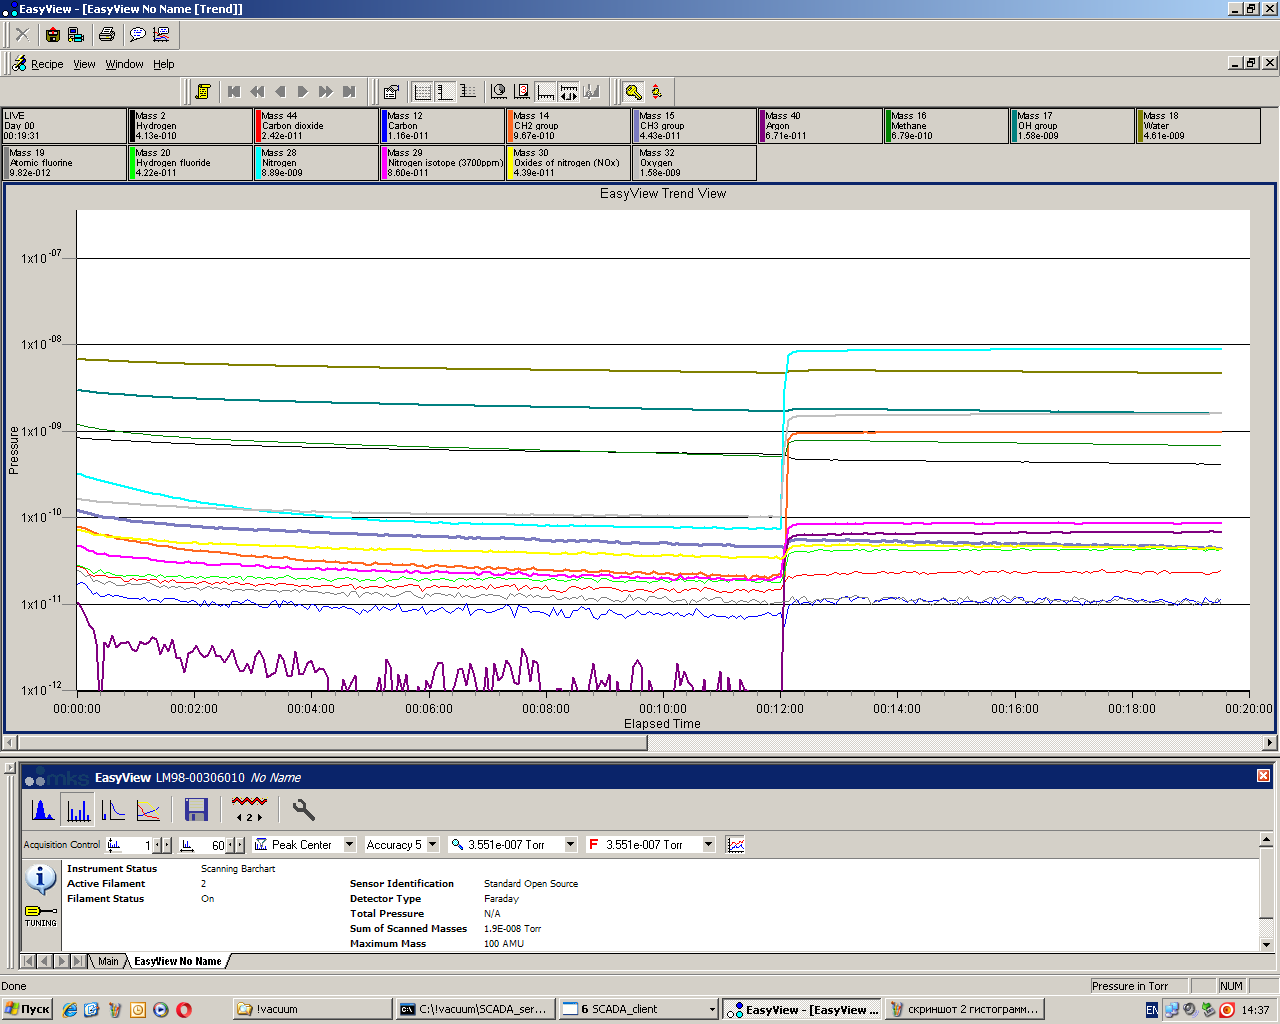 EasyView - [EasyView No Name [Trend]]
Recipe View Window Help
LIVE
Day 00
00:19:31
Mass 2
Hydrogen
4.13e-010
Mass 44
Carbon dioxide
2.42e-011
Mass 12
Carbon
1.16e-011
Mass 14
CH2 group
9.67e-010
Mass 15
CH3 group
4.43e-011
Mass 40
Argon
6.71e-011
Mass 16
Methane
6.79e-010
Mass 17
OH group
1.58e-009
Mass 18
Water
4.61e-009
Mass 19
Atomic fluorine
9.82e-012
Mass 20
Hydrogen fluoride
4.22e-011
Mass 28
Nitrogen
8.89e-009
Mass 29
Nitrogen isotope (3700ppm)
8.60e-011
Mass 30
Oxides of nitrogen (NOx)
4.39e-011
Mass 32
Oxygen
1.58e-009
EasyView Trend View
1x10 -07
1x10 -08
1x10 -09
1x10 -10
1x10 -11
1x10 -12
Pressure
00:00:00 00:02:00 00:04:00 00:06:00 00:08:00 00:10:00 00:12:00 00:14:00 00:16:00 00:18:00 00:20:00
Elapsed Time
mks EasyView LM98-00306010 No Name
2
Acquisition Control 1 60 Peak Center Accuracy 5 3.551e-007 Torr F 3.551e-007 Torr
Instrument Status Scanning Barchart
Active Filament 2 Sensor Identification Standard Open Source
Filament Status On Detector Type Faraday
Total Pressure N/A
Sum of Scanned Masses 1.9E-008 Torr
Maximum Mass 100 AMU
TUNING
Main EasyView No Name
Done Pressure in Torr NUM
Пуск !vacuum C:\!vacuum\SCADA_ser... 6 SCADA_client EasyView - [EasyView ... скриншот 2 гистограмм... EN 14:37